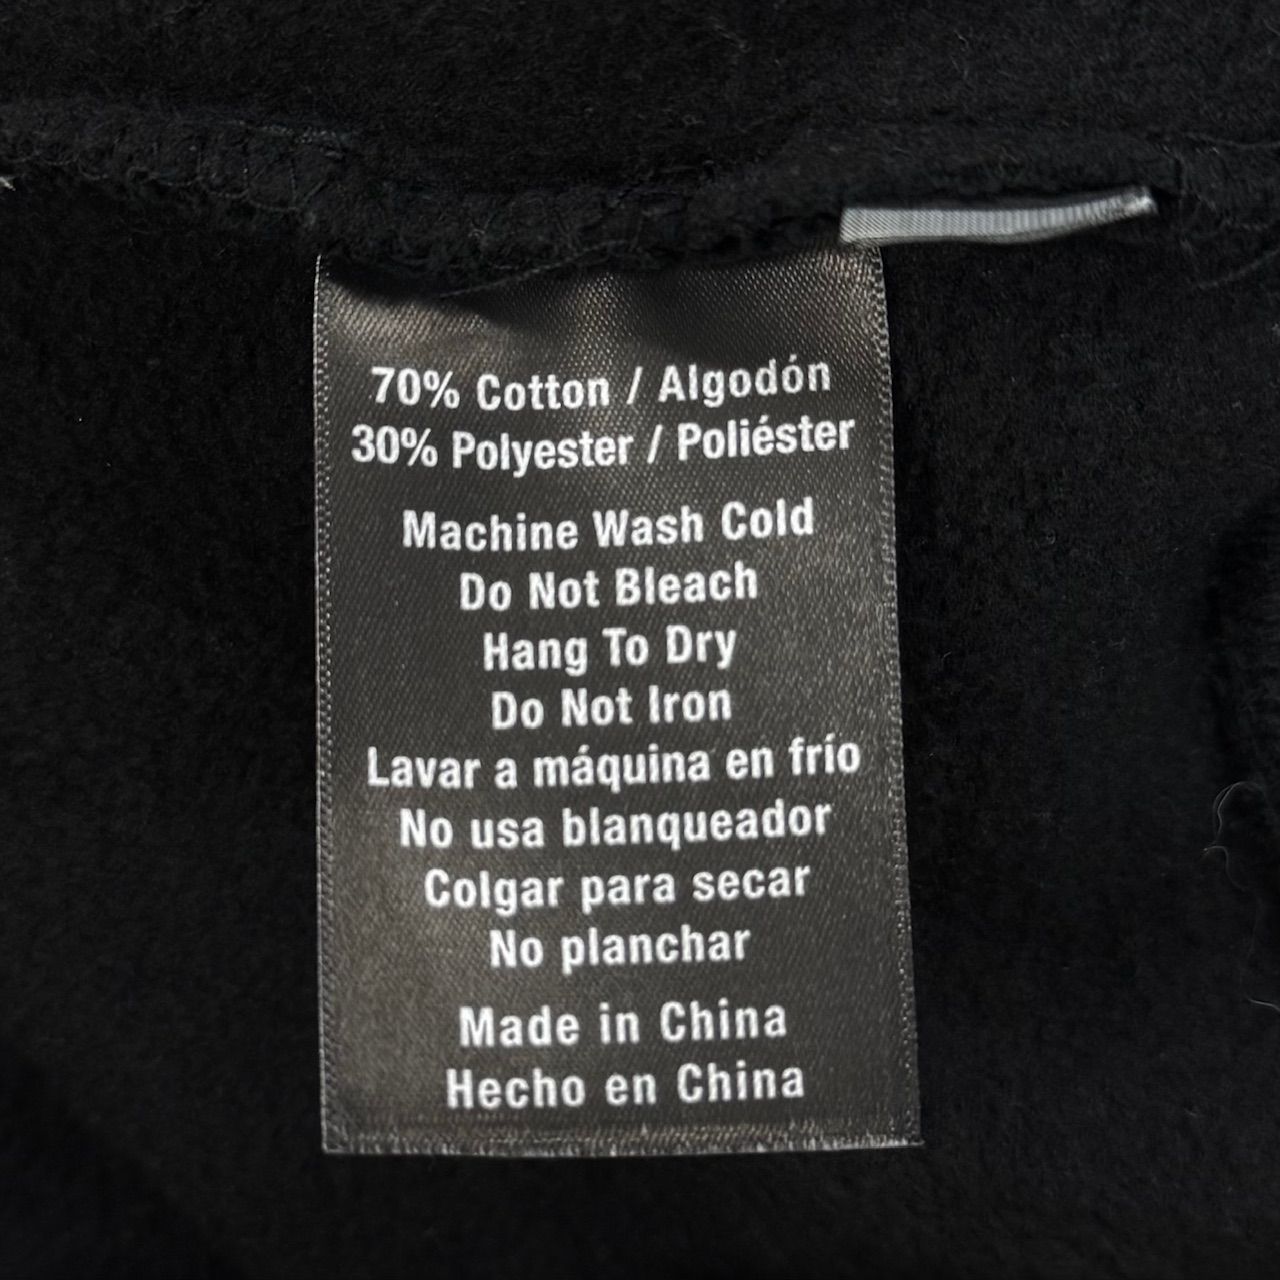 70% Cotton / Algodón
30% Polyester / Poliéster
Machine Wash Cold
Do Not Bleach
Hang To Dry
Do Not Iron
Lavar a máquina en frío
No usa blanqueador
Colgar para secar
No planchar
Made in China
Hecho en China